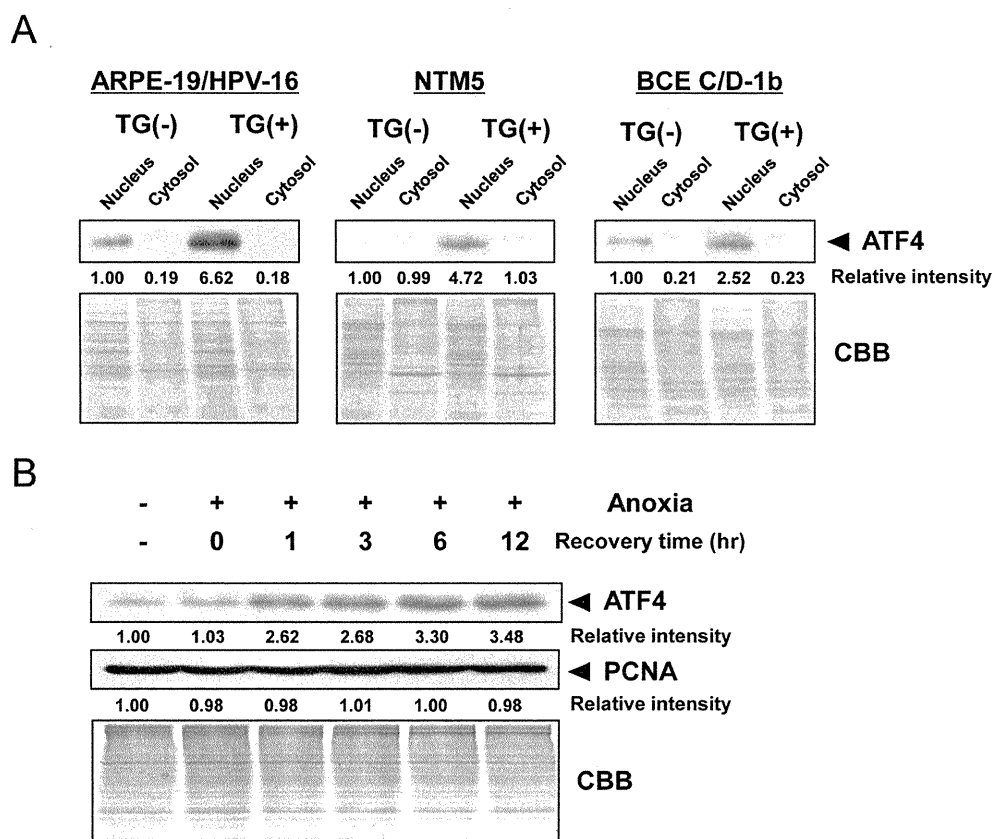 A
ARPE-19/HPV-16 NTM5 BCE C/D-1b
TG(-) TG(+) TG(-) TG(+) TG(-) TG(+)
Nucleus Cytosol Nucleus Cytosol Nucleus Cytosol Nucleus Cytosol Nucleus Cytosol Nucleus Cytosol
ATF4
1.00 0.19 6.62 0.18 1.00 0.99 4.72 1.03 1.00 0.21 2.52 0.23 Relative intensity
CBB
B
- + + + + + Anoxia
- 0 1 3 6 12 Recovery time (hr)
ATF4
1.00 1.03 2.62 2.68 3.30 3.48 Relative intensity
PCNA
1.00 0.98 0.98 1.01 1.00 0.98 Relative intensity
CBB